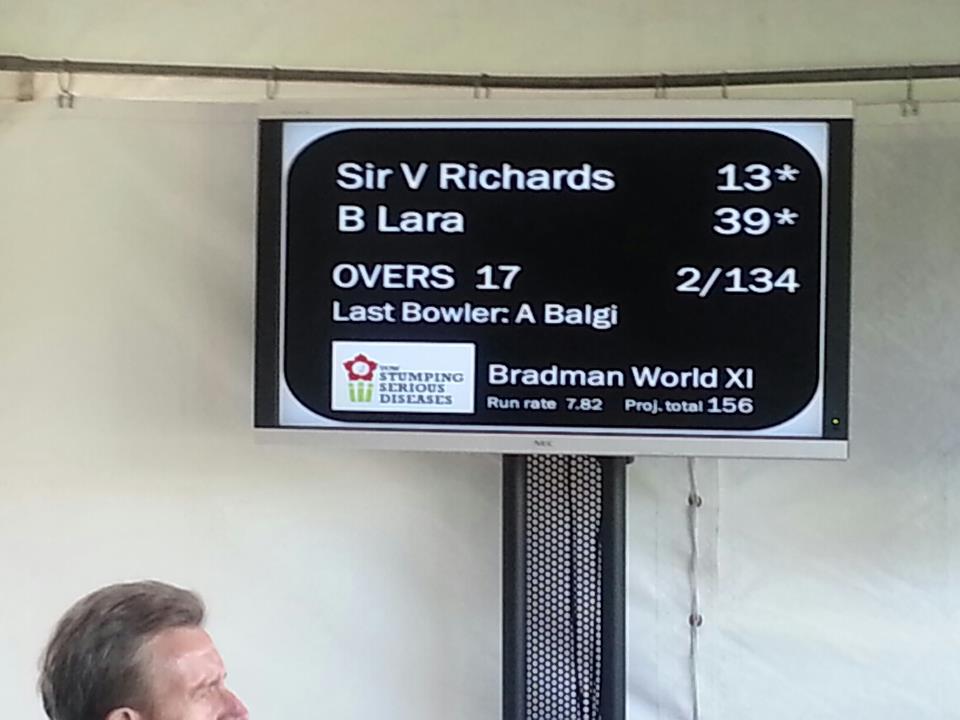 Sir V Richards 13*
B Lara 39*
OVERS 17 2/134
Last Bowler: A Balgi
STUMPING
SERIOUS
DISEASES
Bradman World XI
Run rate 7.82 Proj. total 156
NEC